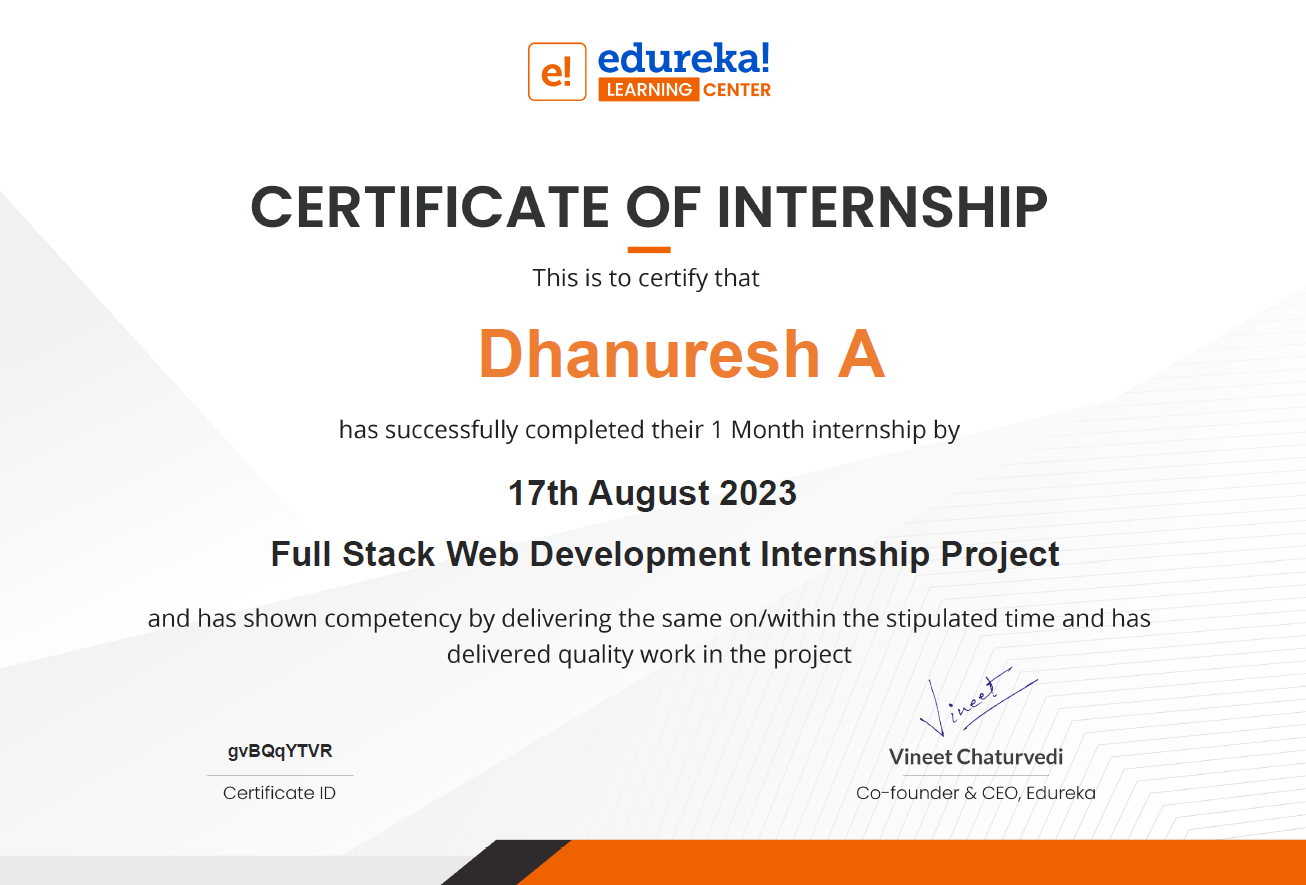 e! edureka!
LEARNING CENTER
CERTIFICATE OF INTERNSHIP
This is to certify that
Dhanuresh A
has successfully completed their 1 Month internship by
17th August 2023
Full Stack Web Development Internship Project
and has shown competency by delivering the same on/within the stipulated time and has
delivered quality work in the project
Vineet
gvBQqYTVR
Vineet Chaturvedi
Certificate ID
Co-founder & CEO, Edureka